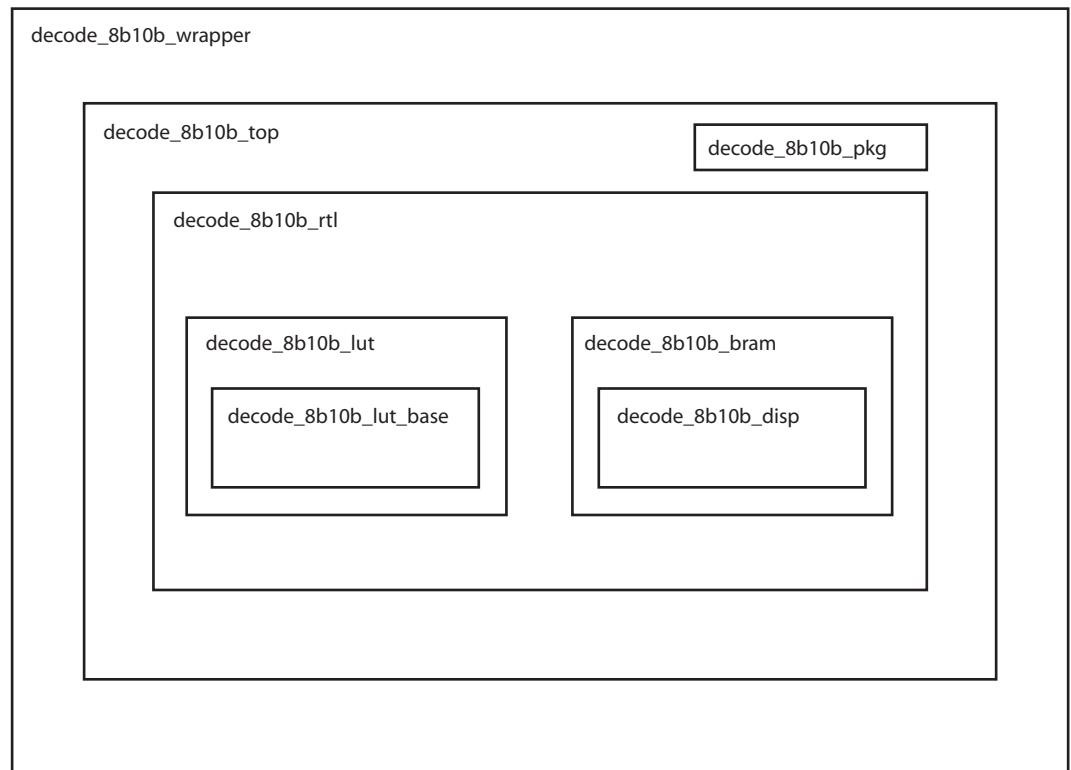 decode_8b10b_wrapper
decode_8b10b_top
decode_8b10b_pkg
decode_8b10b_rtl
decode_8b10b_lut
decode_8b10b_bram
decode_8b10b_lut_base
decode_8b10b_disp